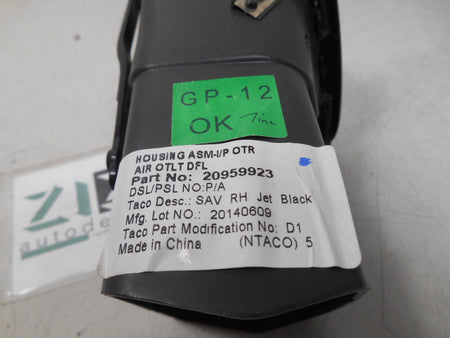 GP-12
OK Tina
HOUSING ASM-I/P OTR
AIR OTLT DFL
Part No: 20959923
DSL/PSL NO:P/A
Taco Desc.: SAV RH Jet Black
Mfg. Lot NO.: 20140609
Taco Part Modification No: D1
Made in China (NTACO) 5